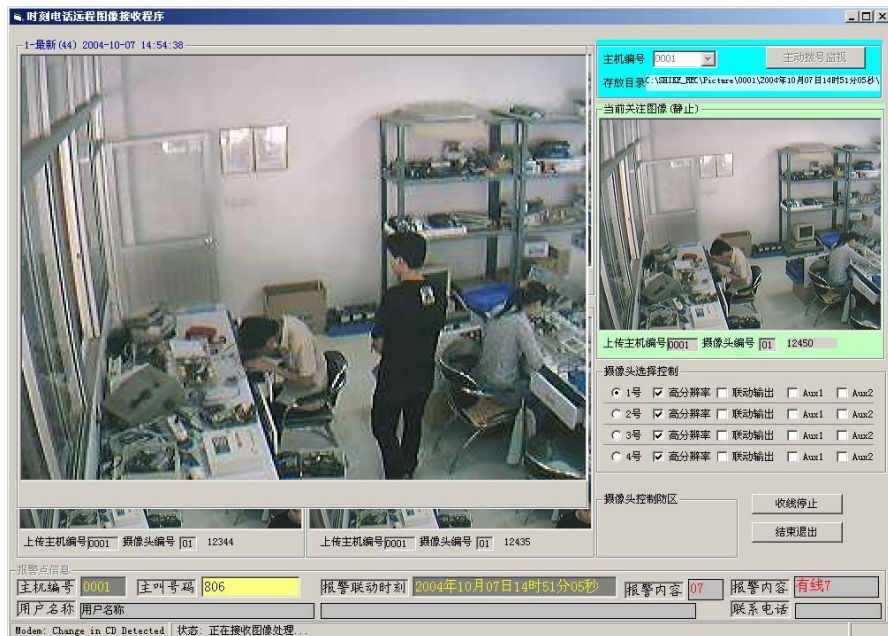 时刻电话远程图像接收程序
1-最新(44) 2004-10-07 14:54:38
主机编号 0001 主动拨号监视
存放目录 C:\SHIKE_REC\Picture\0001\2004年10月07日14时51分05秒\
当前关注图像(静止)
上传主机编号 0001 摄像头编号 01 12450
摄像头选择控制
1号 高分辨率 联动输出 Aux1 Aux2
2号 高分辨率 联动输出 Aux1 Aux2
3号 高分辨率 联动输出 Aux1 Aux2
4号 高分辨率 联动输出 Aux1 Aux2
摄像头控制防区
收线停止
结束退出
上传主机编号 0001 摄像头编号 01 12344
上传主机编号 0001 摄像头编号 01 12435
报警点信息
主机编号 0001 主叫号码 806 报警联动时刻 2004年10月07日14时51分05秒 报警内容 07 报警内容 有线7
用户名称 用户名称 联系电话
Modem: Change in CD Detected 状态: 正在接收图像处理...